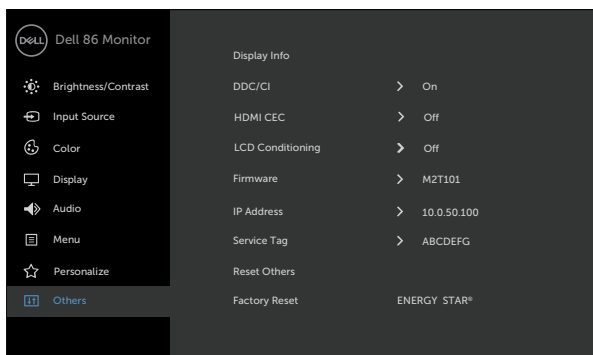 DELL Dell 86 Monitor
Display Info
Brightness/Contrast DDC/CI > On
Input Source HDMI CEC > Off
Color LCD Conditioning > Off
Display Firmware > M2T101
Audio IP Address > 10.0.50.100
Menu Service Tag > ABCDEFG
Personalize Reset Others
Others Factory Reset ENERGY STAR®